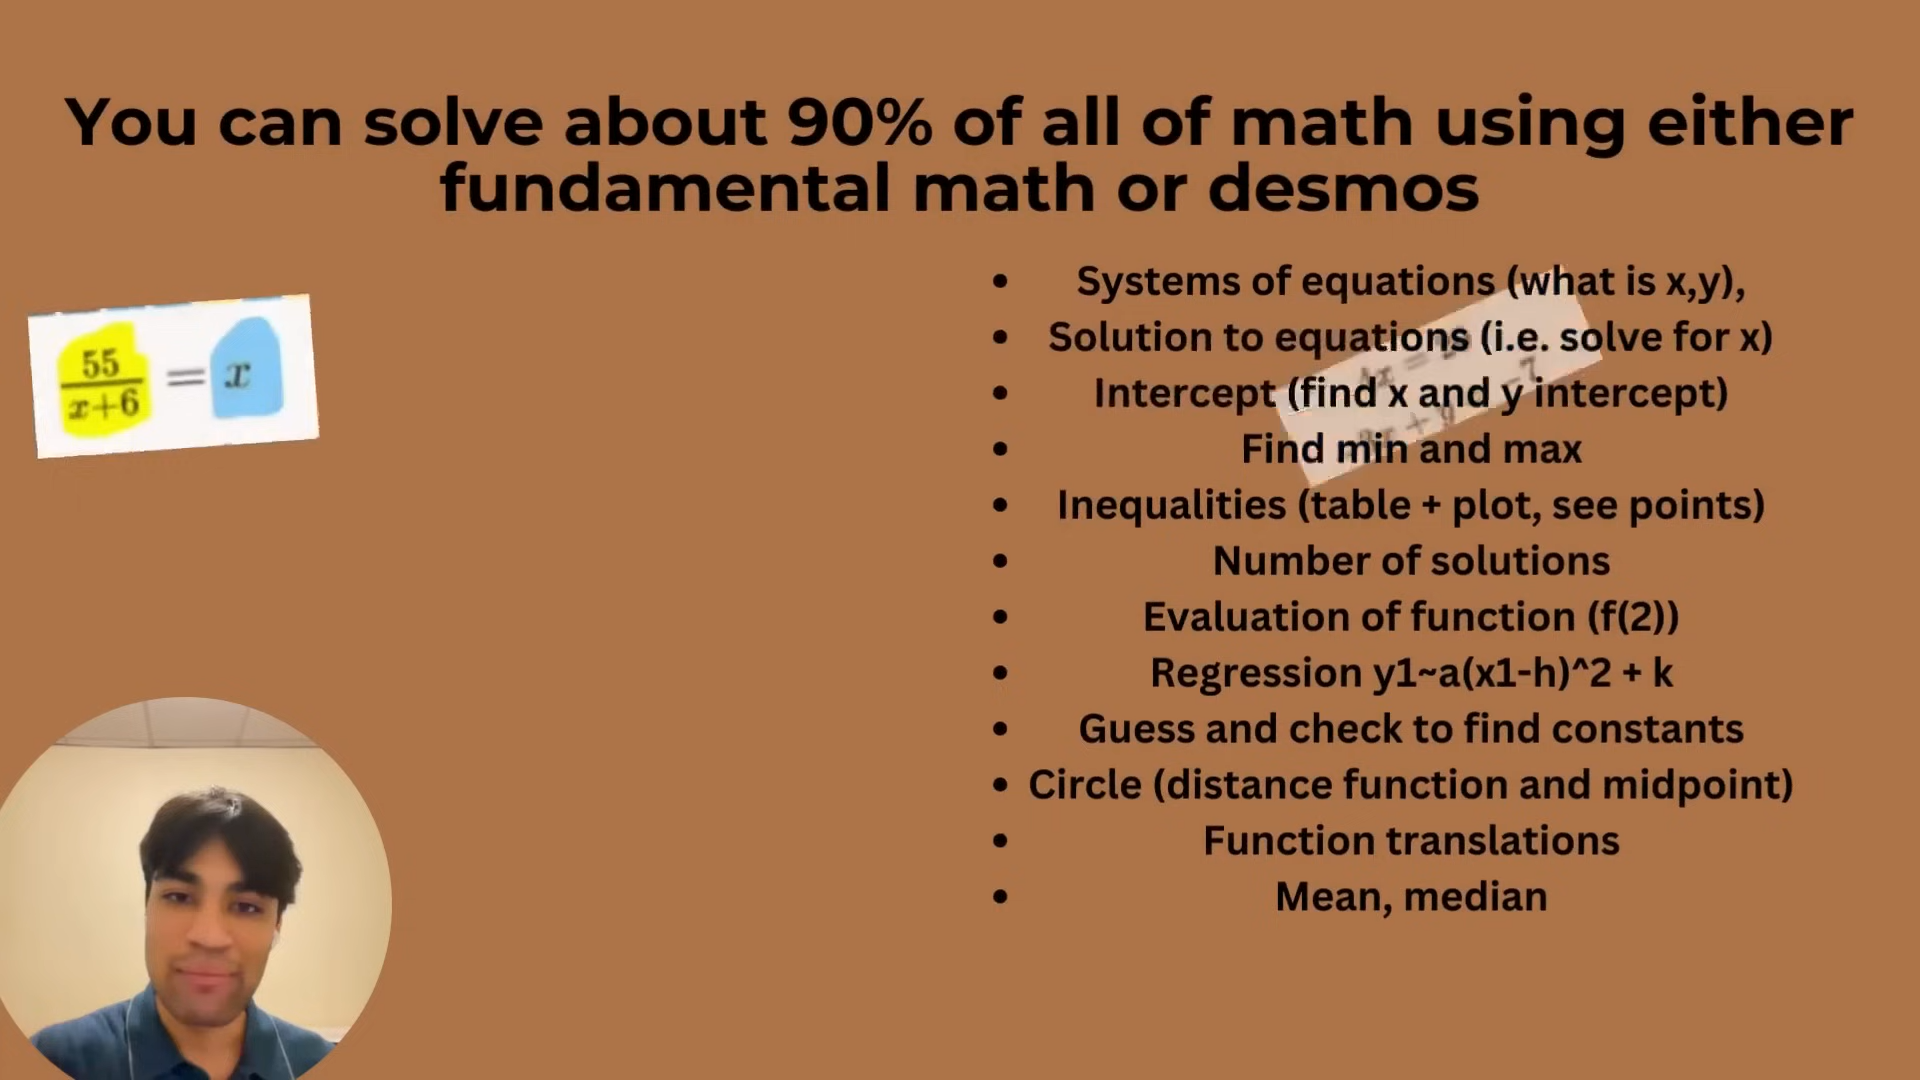 You can solve about 90% of all of math using either
fundamental math or desmos
55
x+6
= x
• Systems of equations (what is x,y),
• Solution to equations (i.e. solve for x)
• Intercept (find x and y intercept)
• Find min and max
• Inequalities (table + plot, see points)
• Number of solutions
• Evaluation of function (f(2))
• Regression y1~a(x1-h)^2 + k
• Guess and check to find constants
• Circle (distance function and midpoint)
• Function translations
• Mean, median